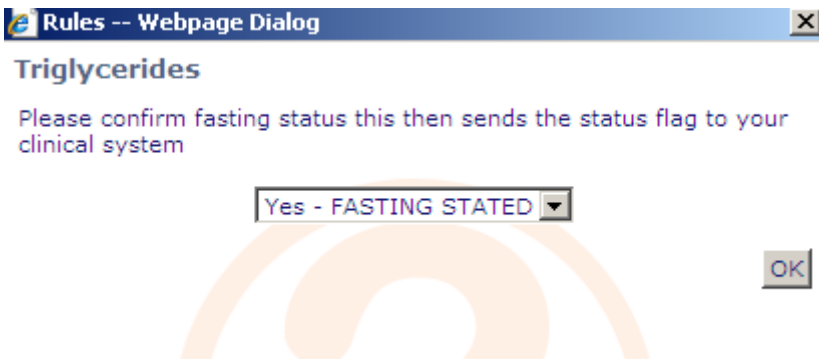 Rules -- Webpage Dialog
Triglycerides
Please confirm fasting status this then sends the status flag to your
clinical system
Yes - FASTING STATED
OK